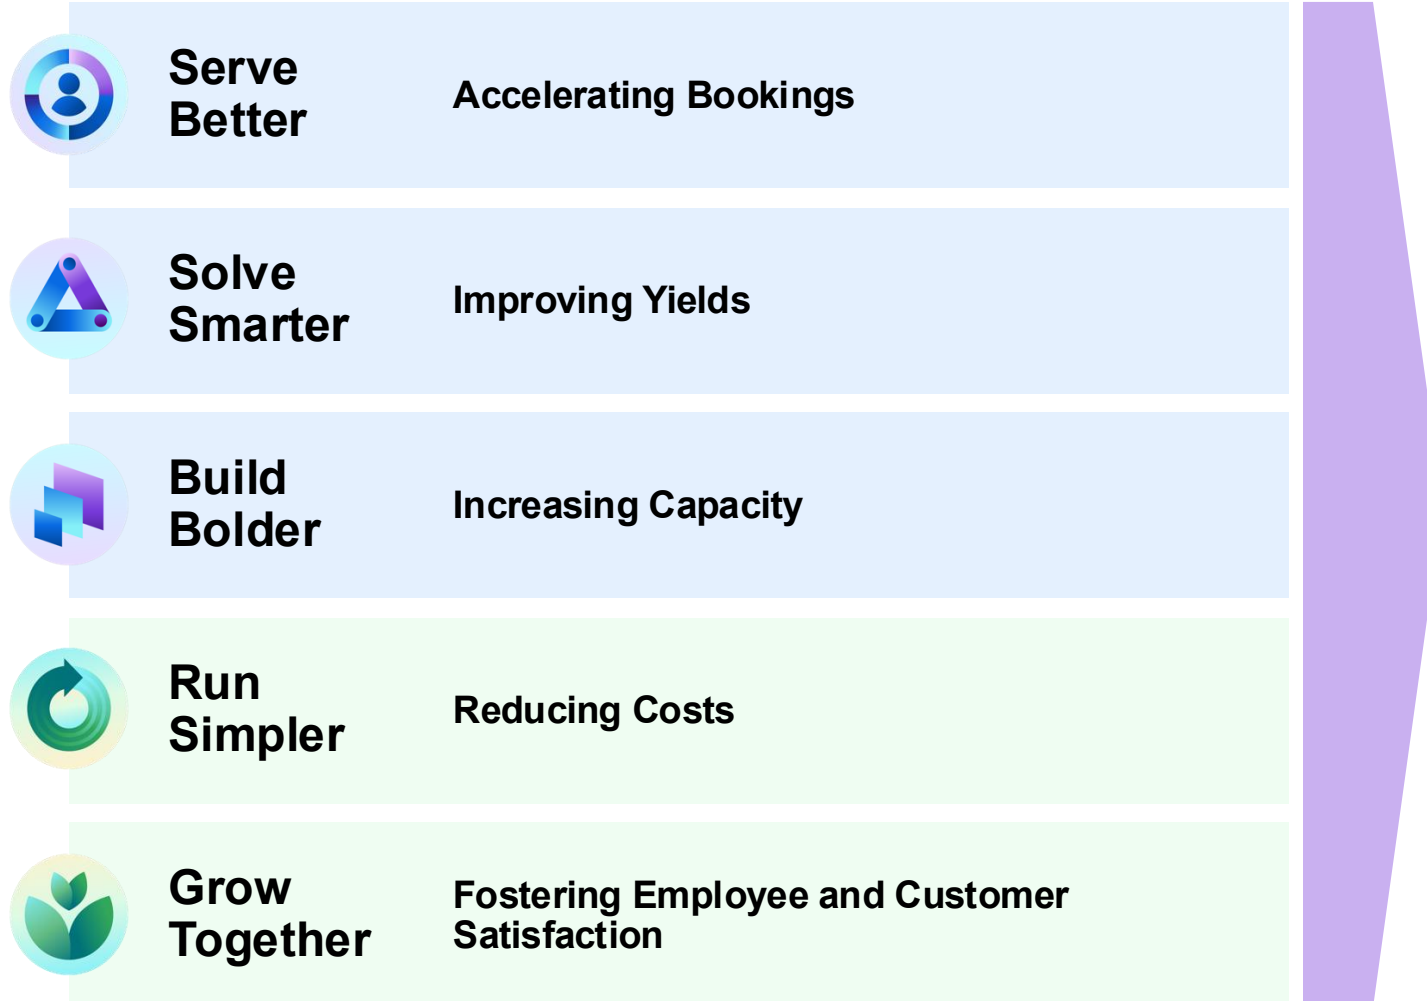 Serve
Better
Accelerating Bookings
Solve
Smarter
Improving Yields
Build
Bolder
Increasing Capacity
Run
Simpler
Reducing Costs
Grow
Together
Fostering Employee and Customer
Satisfaction